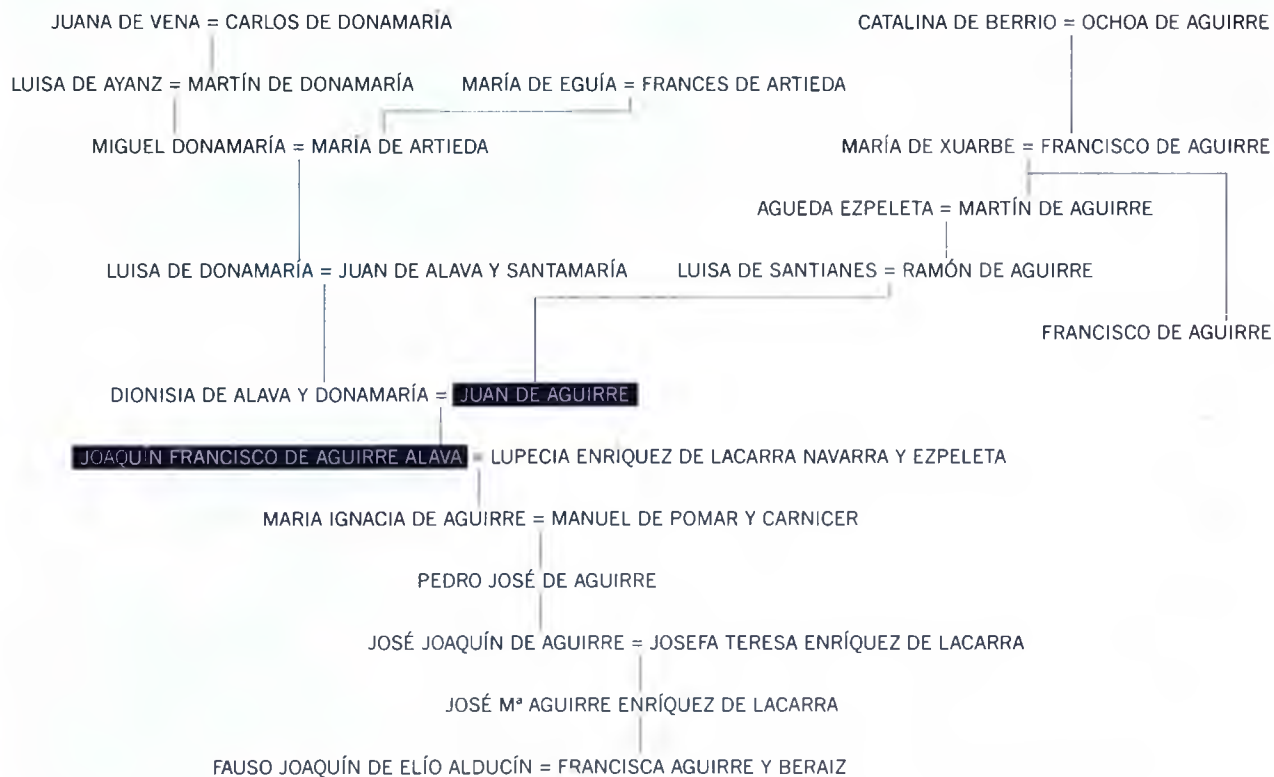 JUANA DE VENA = CARLOS DE DONAMARÍA
CATALINA DE BERRIO = OCHOA DE AGUIRRE
LUISA DE AYANZ = MARTÍN DE DONAMARÍA
MARÍA DE EGUÍA = FRANCES DE ARTIEDA
MIGUEL DONAMARÍA = MARÍA DE ARTIEDA
MARÍA DE XUARBE = FRANCISCO DE AGUIRRE
AGUEDA EZPELETA = MARTÍN DE AGUIRRE
LUISA DE DONAMARÍA = JUAN DE ALAVA Y SANTAMARÍA
LUISA DE SANTIANES = RAMÓN DE AGUIRRE
FRANCISCO DE AGUIRRE
DIONISIA DE ALAVA Y DONAMARÍA = JUAN DE AGUIRRE
JOAQUÍN FRANCISCO DE AGUIRRE ALAVA = LUPECIA ENRÍQUEZ DE LACARRA NAVARRA Y EZPELETA
MARIA IGNACIA DE AGUIRRE = MANUEL DE POMAR Y CARNICER
PEDRO JOSÉ DE AGUIRRE
JOSÉ JOAQUÍN DE AGUIRRE = JOSEFA TERESA ENRÍQUEZ DE LACARRA
JOSÉ Mª AGUIRRE ENRÍQUEZ DE LACARRA
FAUSO JOAQUÍN DE ELÍO ALDUCÍN = FRANCISCA AGUIRRE Y BERAIZ